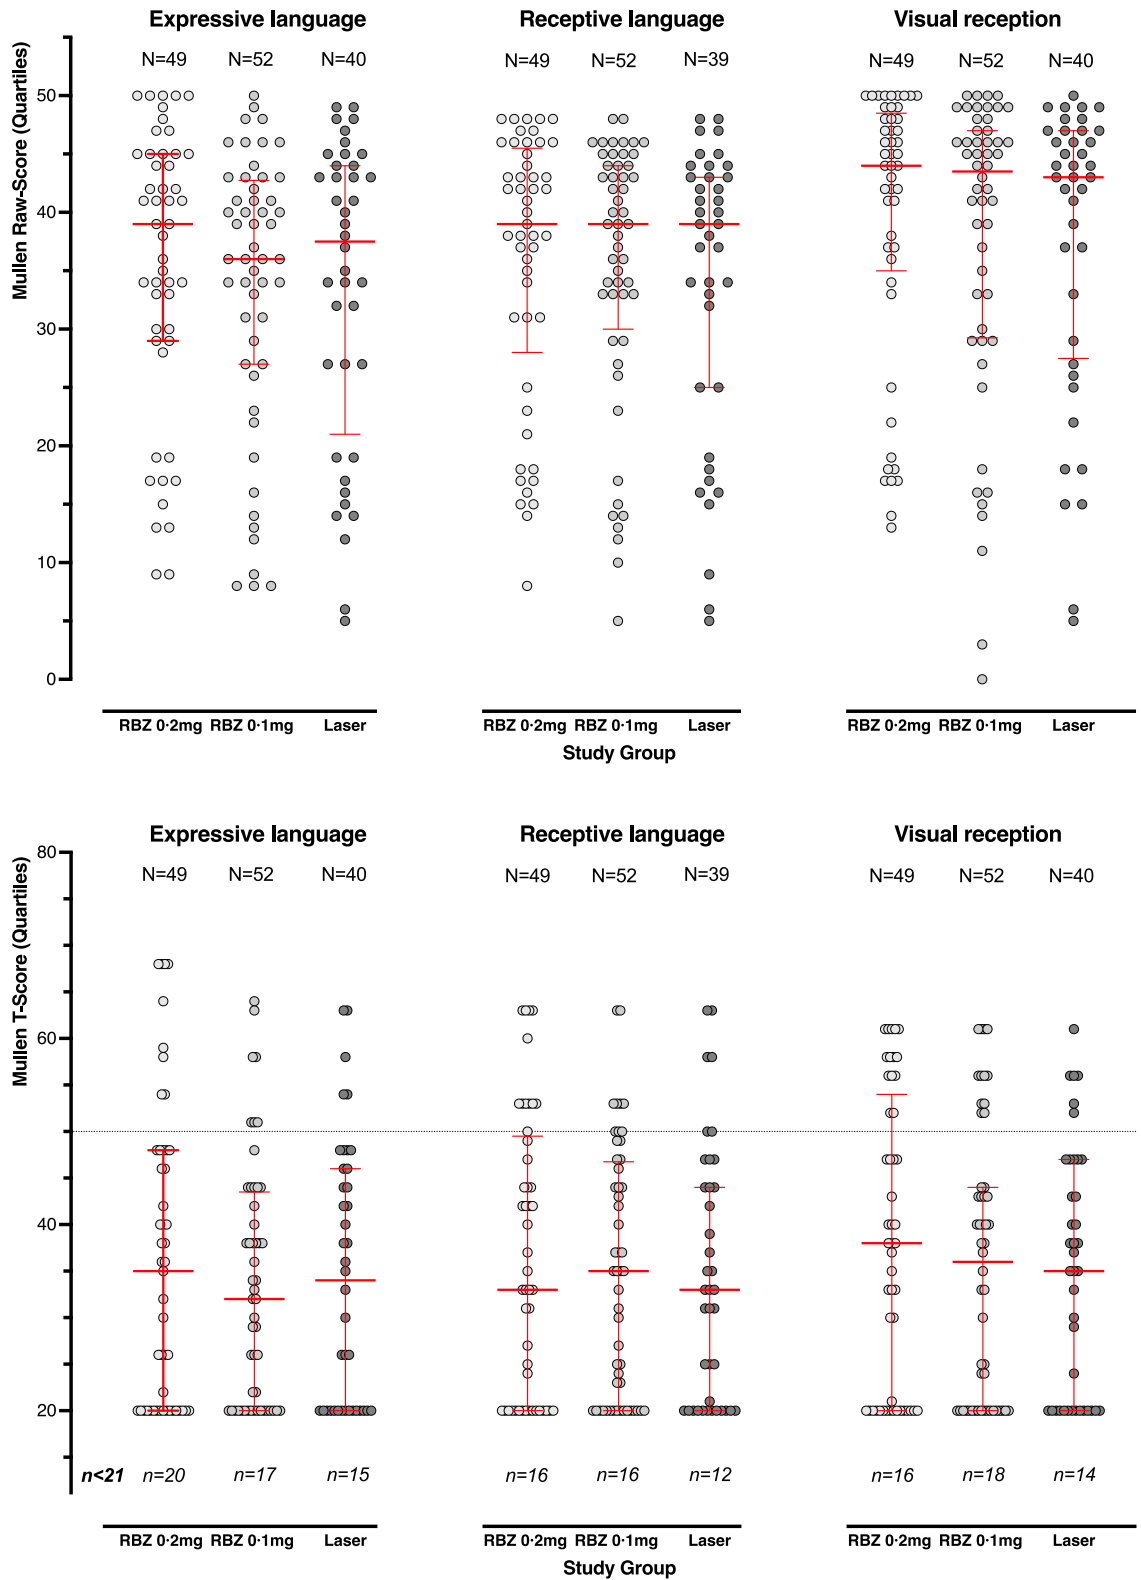 Expressive language Receptive language Visual reception
N=49 N=52 N=40 N=49 N=52 N=39 N=49 N=52 N=40
Mullen Raw-Score (Quartiles)
50
40
30
20
10
0
RBZ 0·2mg RBZ 0·1mg Laser RBZ 0·2mg RBZ 0·1mg Laser RBZ 0·2mg RBZ 0·1mg Laser
Study Group
Expressive language Receptive language Visual reception
N=49 N=52 N=40 N=49 N=52 N=39 N=49 N=52 N=40
Mullen T-Score (Quartiles)
80
60
40
20
n<21 n=20 n=17 n=15 n=16 n=16 n=12 n=16 n=18 n=14
RBZ 0·2mg RBZ 0·1mg Laser RBZ 0·2mg RBZ 0·1mg Laser RBZ 0·2mg RBZ 0·1mg Laser
Study Group